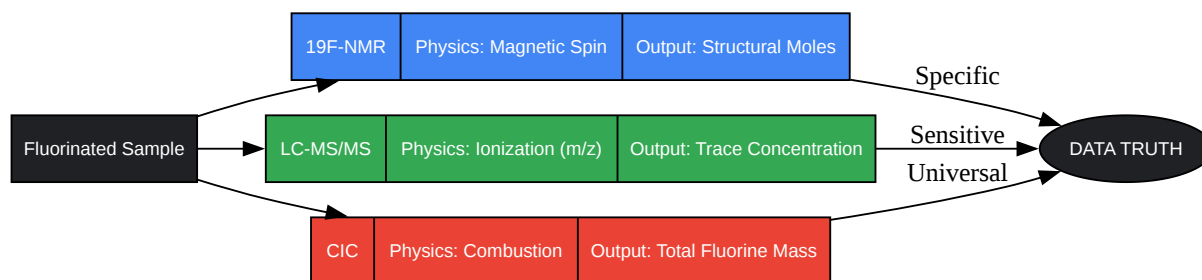 19F-NMR Physics: Magnetic Spin Output: Structural Moles
Specific
Fluorinated Sample LC-MS/MS Physics: Ionization (m/z) Output: Trace Concentration Sensitive DATA TRUTH
Universal
CIC Physics: Combustion Output: Total Fluorine Mass